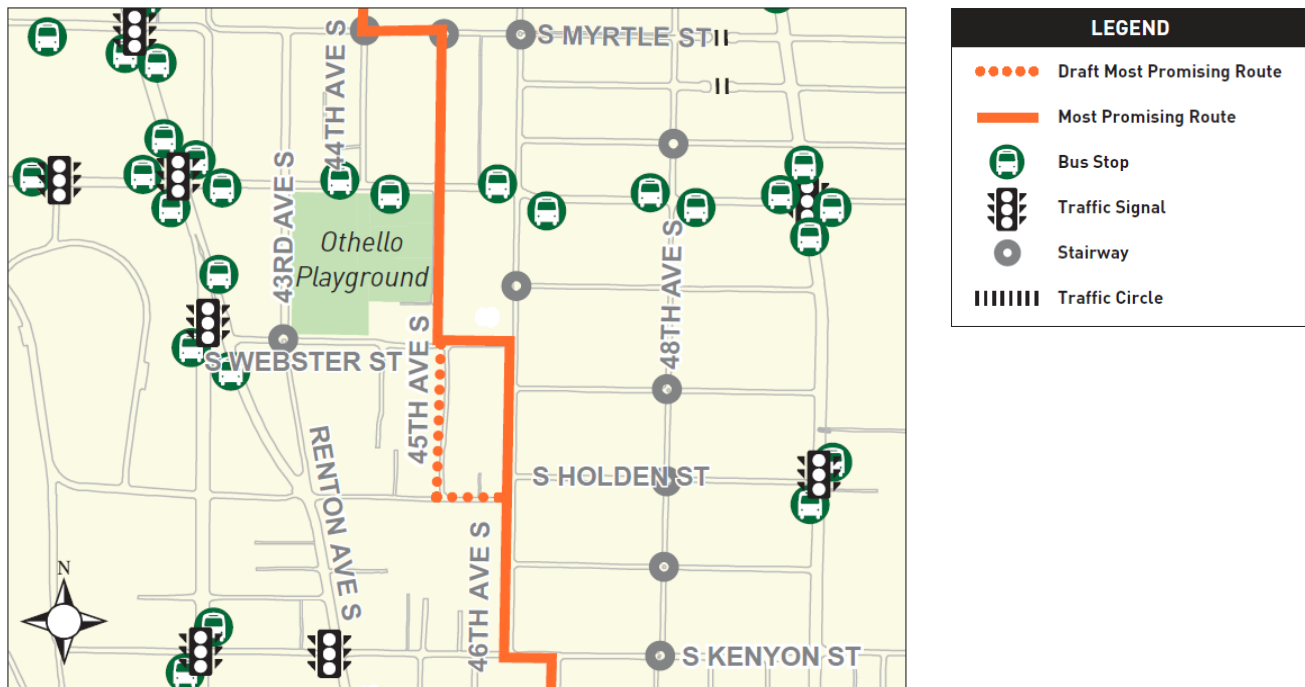 S MYRTLE ST
44TH AVE S
43RD AVE S
Othello
Playground
48TH AVE S
S WEBSTER ST
45TH AVE S
RENTON AVE S
S HOLDEN ST
46TH AVE S
N
S KENYON ST
LEGEND
Draft Most Promising Route
Most Promising Route
Bus Stop
Traffic Signal
Stairway
Traffic Circle